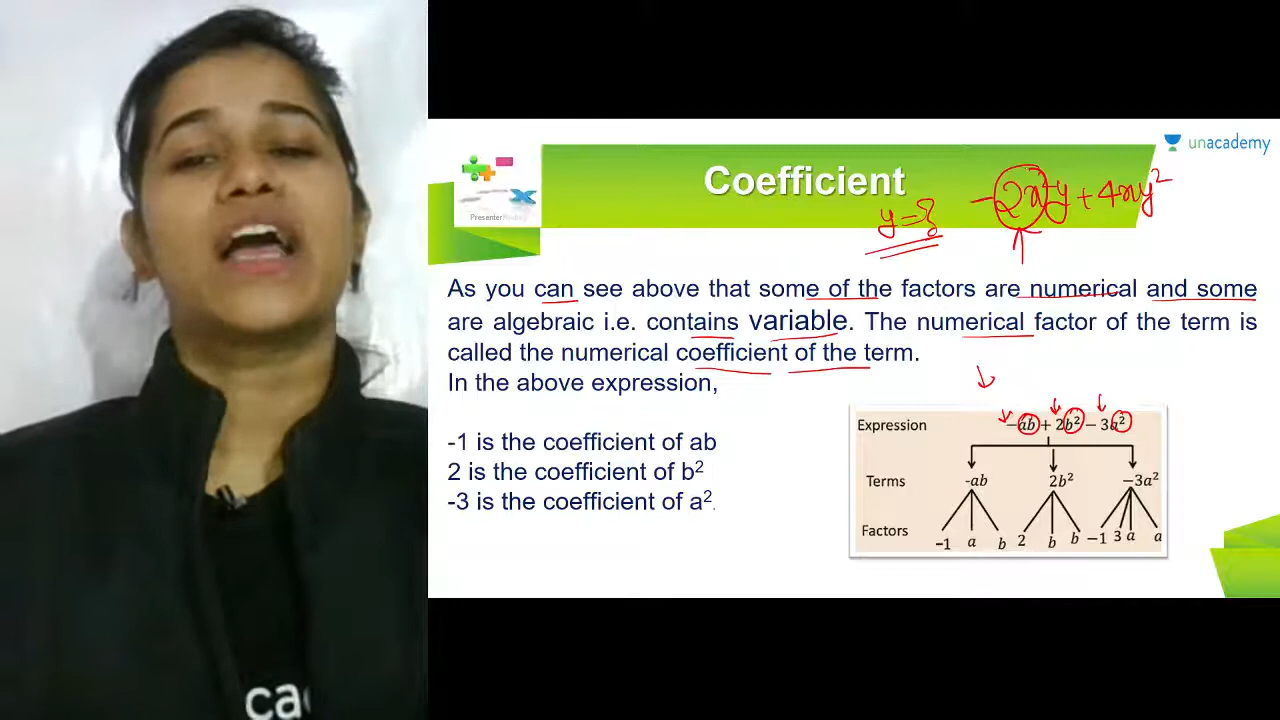 unacademy
Coefficient
-2x²y + 4xy²
y = ?
Presenter
As you can see above that some of the factors are numerical and some
are algebraic i.e. contains variable. The numerical factor of the term is
called the numerical coefficient of the term.
In the above expression,
-1 is the coefficient of ab
2 is the coefficient of b²
-3 is the coefficient of a².
Expression -ab + 2b² − 3a²
Terms -ab 2b² −3a²
Factors −1 a b 2 b b −1 3 a a